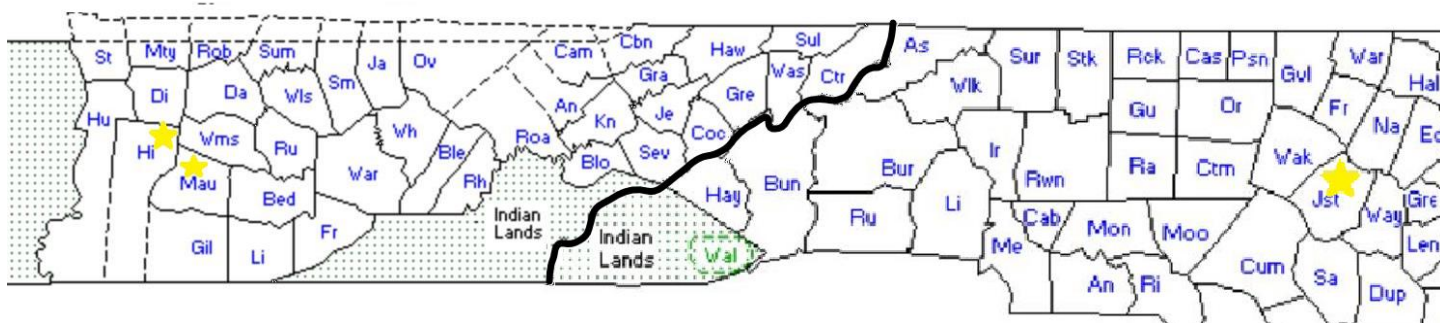 St Mty Rob Sum Sm Ja Ov Cam Cbn Haw Sul As Sur Stk Rck Cas Psn Gvl War Hal
Hu Di Da Wls Wh An Gra Kn Je Gre Was Ctr Wlk Gu Or Fr Na
Hi Wms Ru War Ble Rh Roa Blo Sev Coc Bur Ir Rwn Ra Ctm Wak
Mau Bed Hay Bun Ru Li Jst Way Gre
Gil Li Fr Indian
Lands
Indian
Lands
Wal Me Cab Mon Moo Cum Sa Len
An Ri Dup